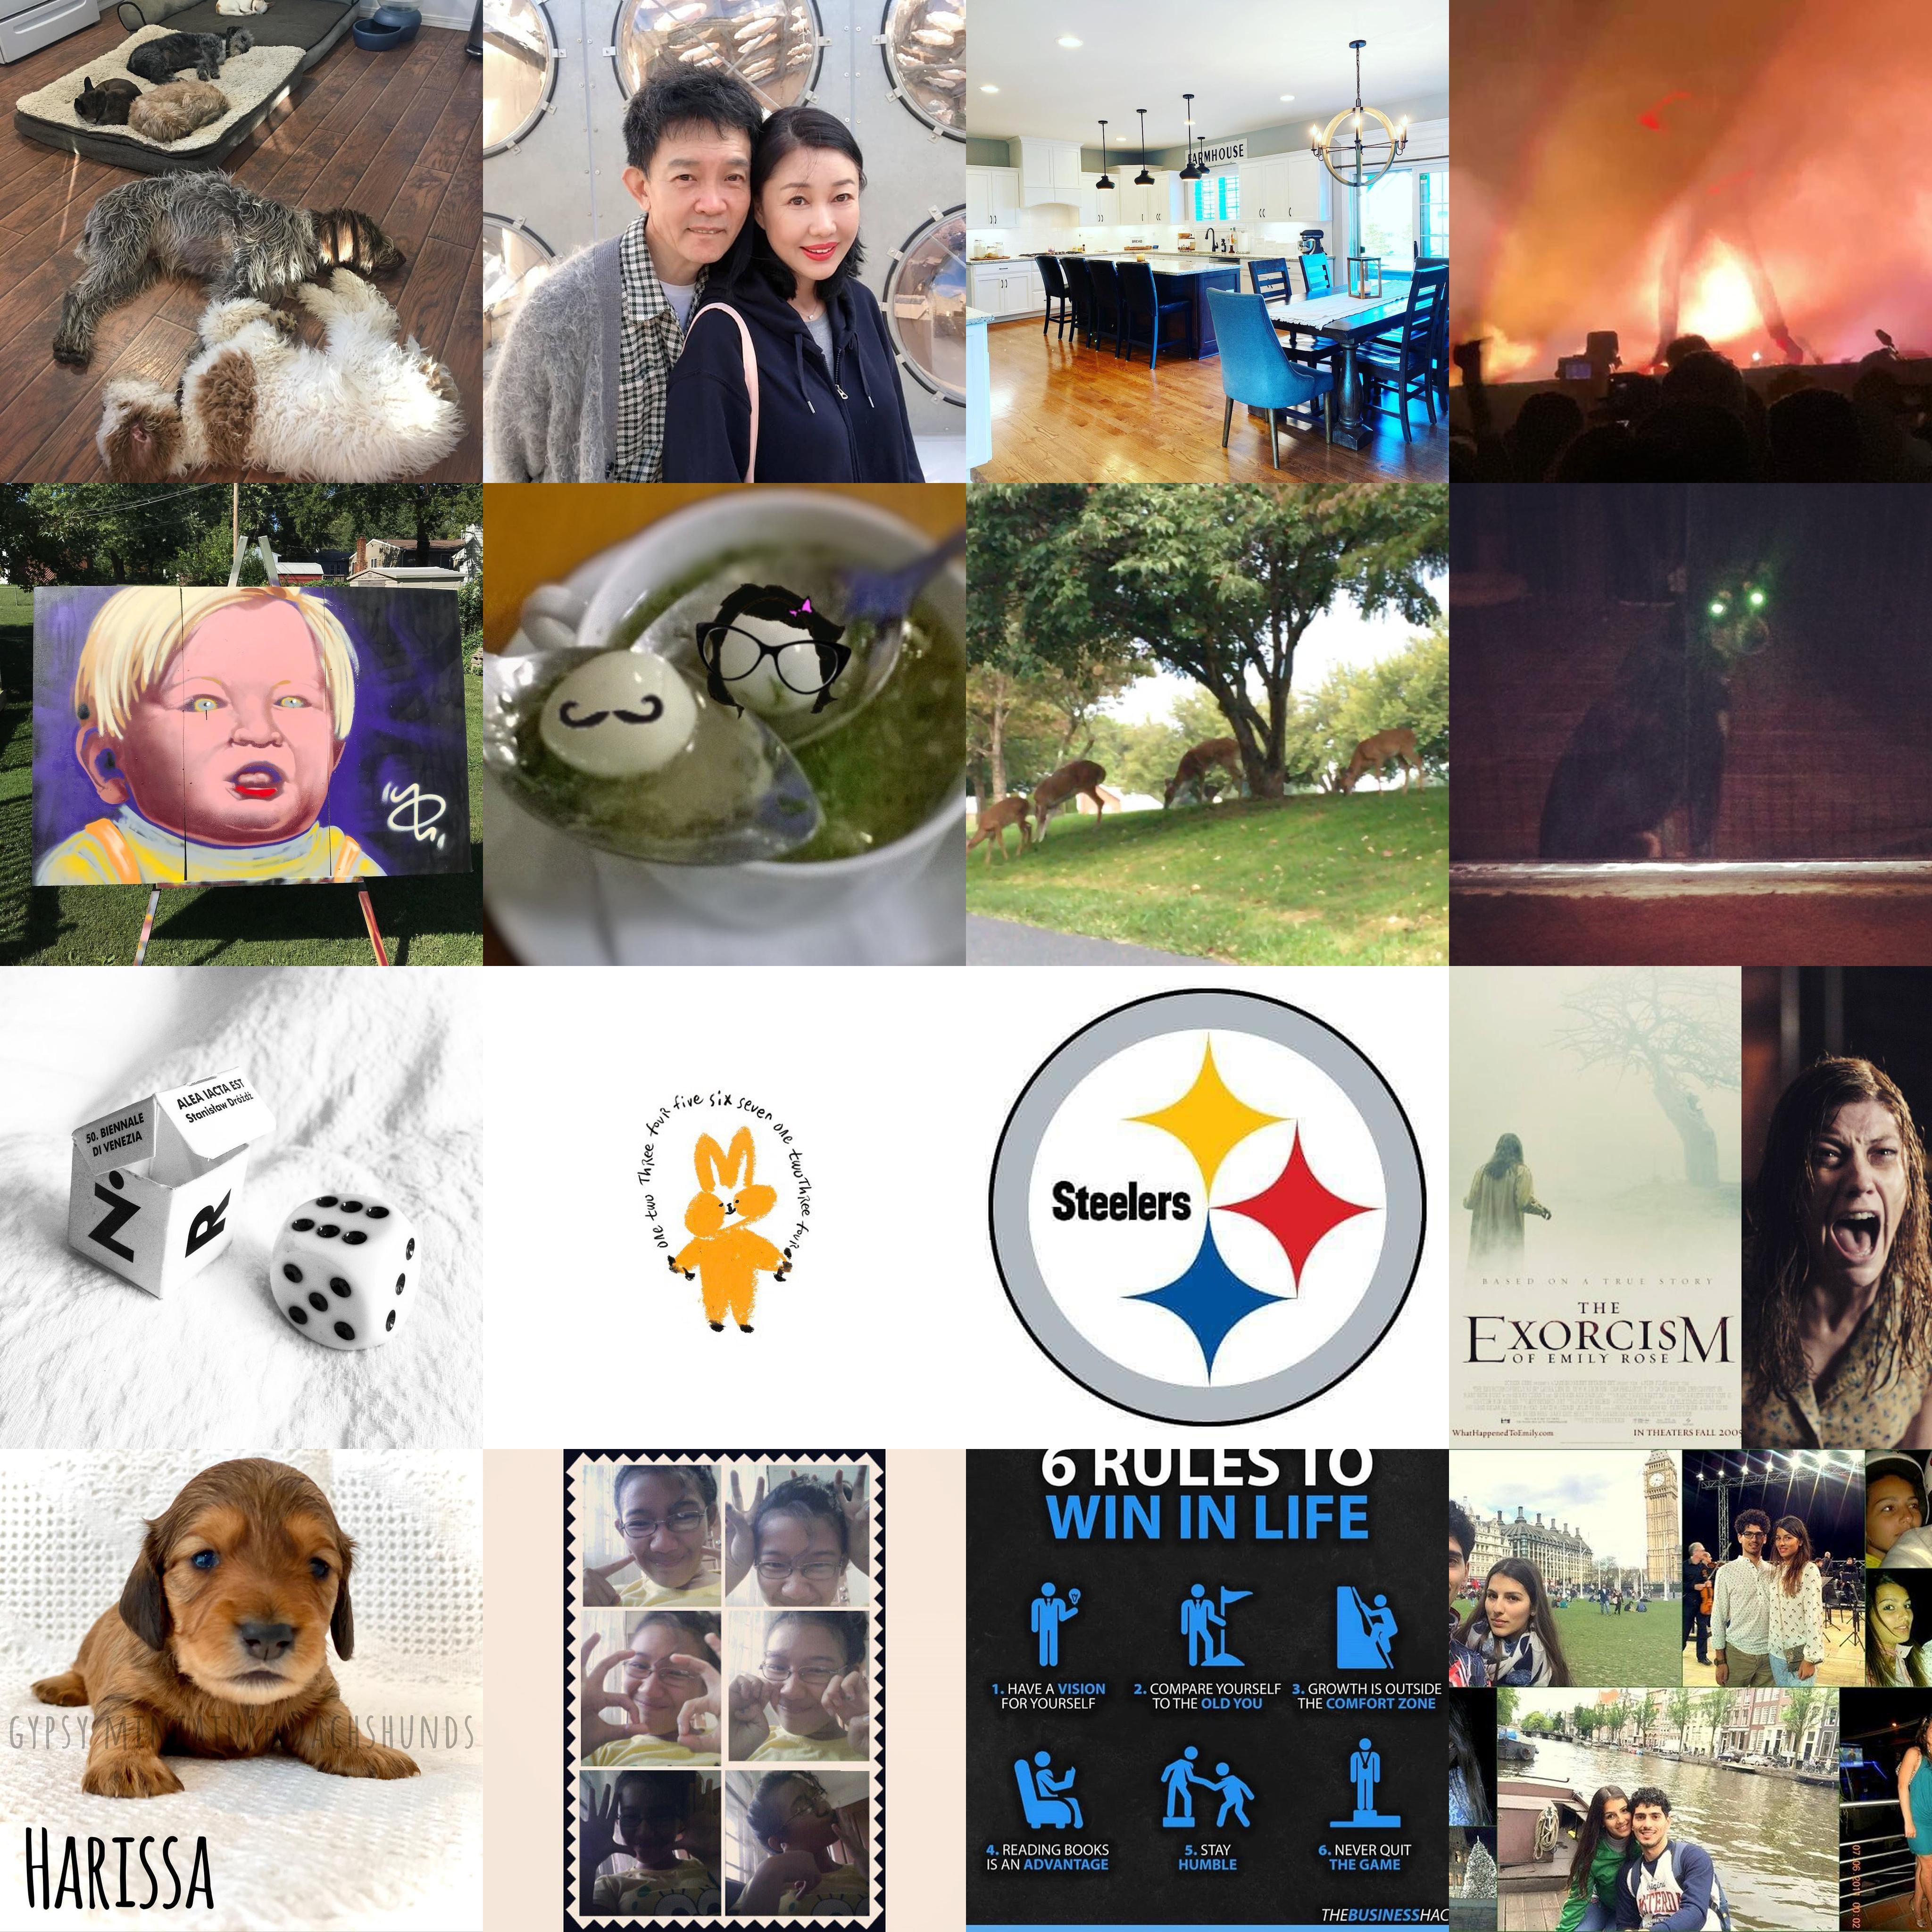 FARMHOUSE
50. BIENNALE
DI VENEZIA
ALEA IACTA EST
Stanisław Dróżdż
N.
R
one two Three four five six seven one two Three four
Steelers
BASED ON A TRUE STORY
THE
EXORCISM
OF EMILY ROSE
WhatHappenedToEmily.com
IN THEATERS FALL 2005
GYPSY MINIATURE DACHSHUNDS
HARISSA
6 RULES TO
WIN IN LIFE
1. HAVE A VISION
FOR YOURSELF
2. COMPARE YOURSELF
TO THE OLD YOU
3. GROWTH IS OUTSIDE
THE COMFORT ZONE
4. READING BOOKS
IS AN ADVANTAGE
5. STAY
HUMBLE
6. NEVER QUIT
THE GAME
THEBUSINESSHAC